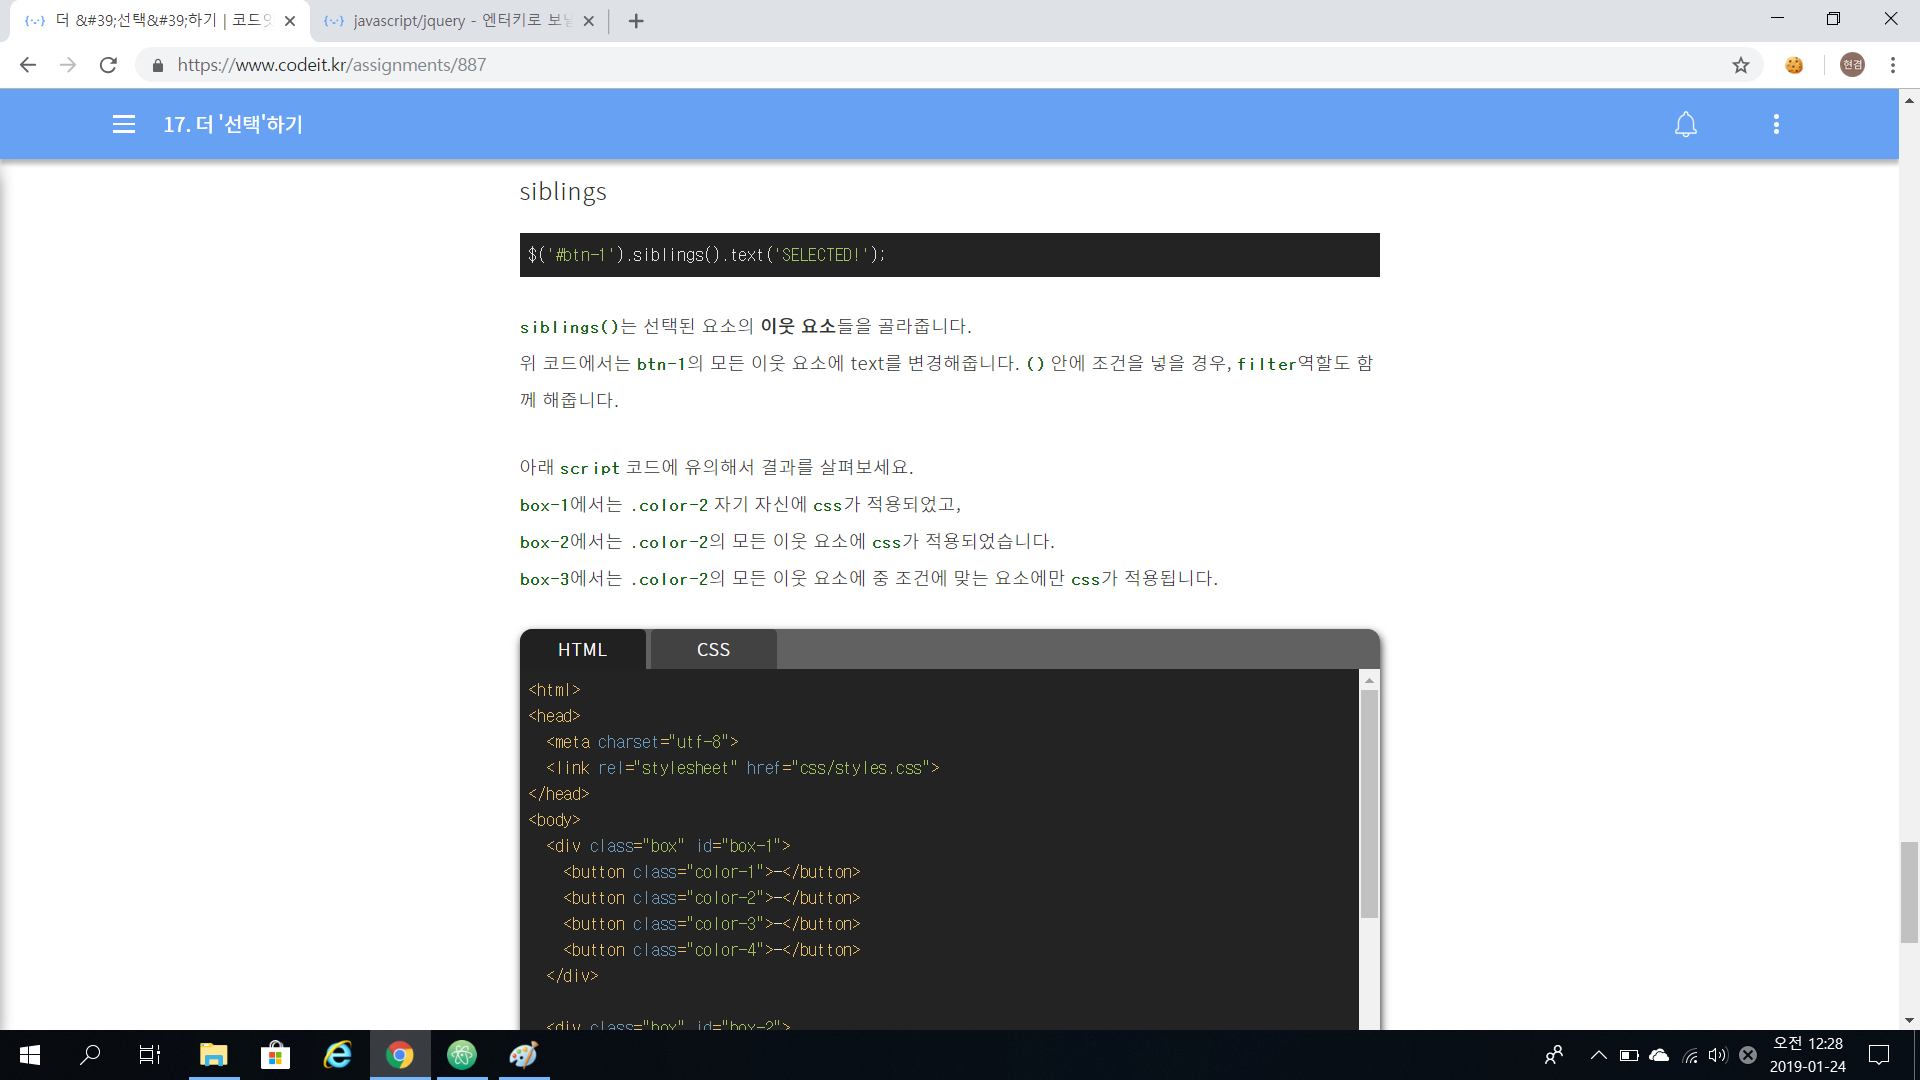 더 &#39;선택&#39;하기 | 코드잇
javascript/jquery - 엔터키로 보낼
https://www.codeit.kr/assignments/887
현겸
17. 더 '선택'하기
siblings
$('#btn-1').siblings().text('SELECTED!');
siblings()는 선택된 요소의 이웃 요소들을 골라줍니다.
위 코드에서는 btn-1의 모든 이웃 요소에 text를 변경해줍니다. () 안에 조건을 넣을 경우, filter역할도 함
께 해줍니다.
아래 script 코드에 유의해서 결과를 살펴보세요.
box-1에서는 .color-2 자기 자신에 css가 적용되었고,
box-2에서는 .color-2의 모든 이웃 요소에 css가 적용되었습니다.
box-3에서는 .color-2의 모든 이웃 요소에 중 조건에 맞는 요소에만 css가 적용됩니다.
HTML CSS
<html>
<head>
<meta charset="utf-8">
<link rel="stylesheet" href="css/styles.css">
</head>
<body>
<div class="box" id="box-1">
<button class="color-1">-</button>
<button class="color-2">-</button>
<button class="color-3">-</button>
<button class="color-4">-</button>
</div>
<div class="box" id="box-2">
오전 12:28
2019-01-24